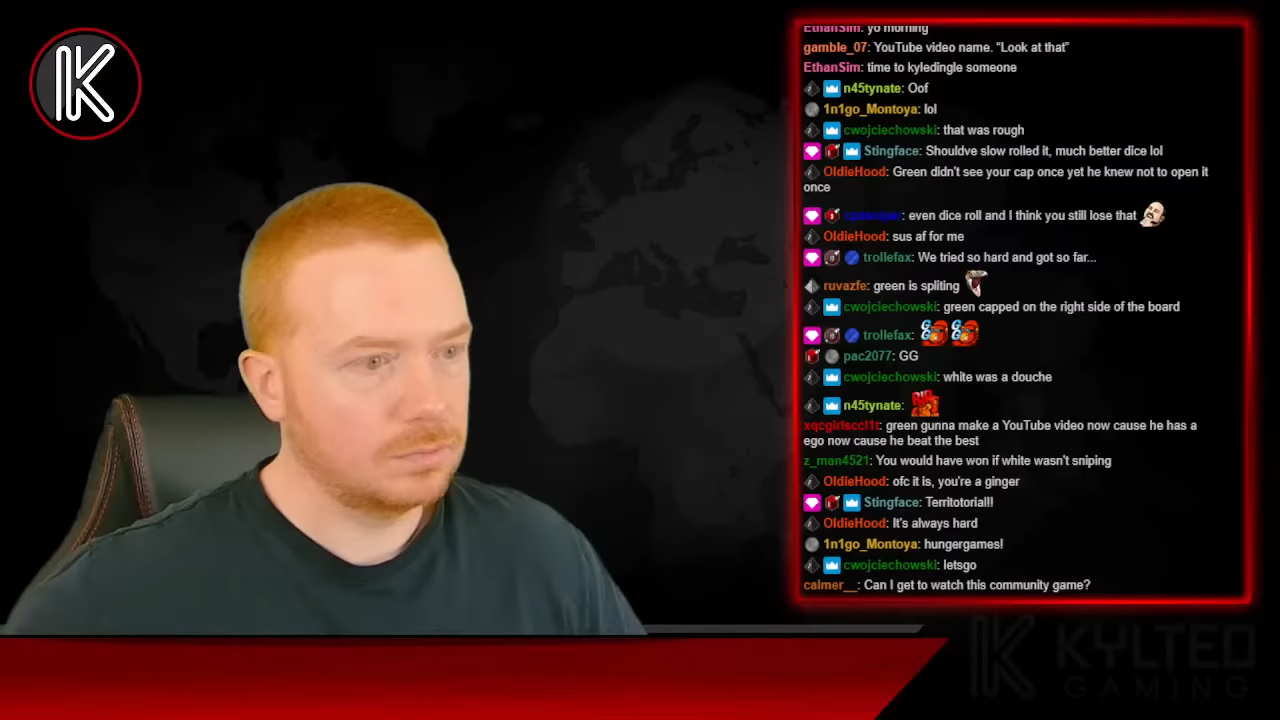 K
EthanSim: yo morning
gamble_07: YouTube video name. “Look at that”
EthanSim: time to kyledingle someone
n45tynate: Oof
1n1go_Montoya: lol
cwojciechowski: that was rough
Stingface: Shouldve slow rolled it, much better dice lol
OldieHood: Green didn't see your cap once yet he knew not to open it
once
: even dice roll and I think you still lose that
OldieHood: sus af for me
trollefax: We tried so hard and got so far...
ruvazfe: green is spliting
cwojciechowski: green capped on the right side of the board
trollefax: GG GG
pac2077: GG
cwojciechowski: white was a douche
n45tynate: RIP
xqcgirlsccl1t: green gunna make a YouTube video now cause he has a
ego now cause he beat the best
z_man4521: You would have won if white wasn't sniping
OldieHood: ofc it is, you're a ginger
Stingface: Territotorial!!
OldieHood: It's always hard
1n1go_Montoya: hungergames!
cwojciechowski: letsgo
calmer__: Can I get to watch this community game?
K KYLTED
GAMING